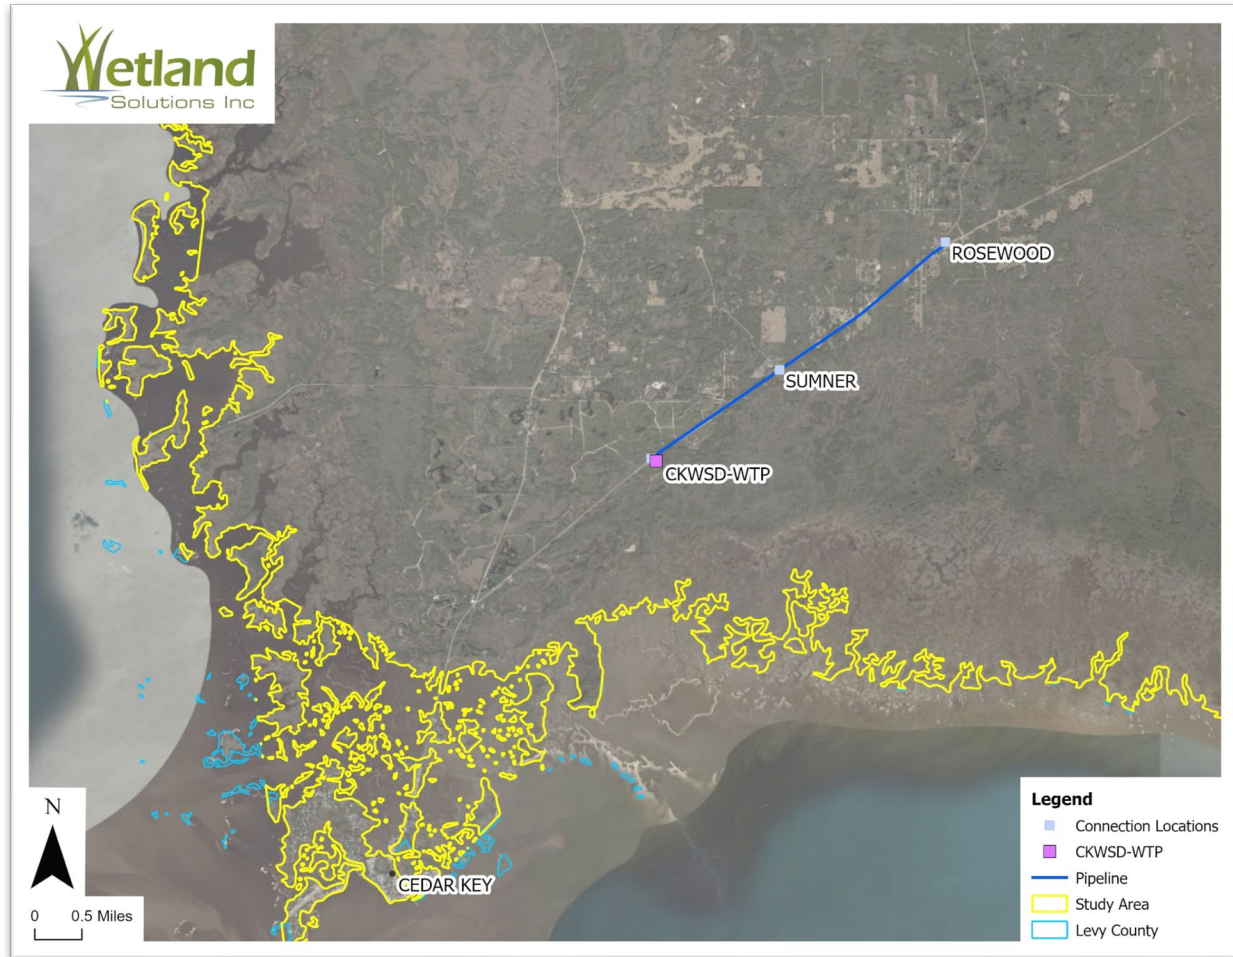 Wetland
Solutions Inc
ROSEWOOD
SUMNER
CKWSD-WTP
CEDAR KEY
N
0 0.5 Miles
Legend
Connection Locations
CKWSD-WTP
Pipeline
Study Area
Levy County